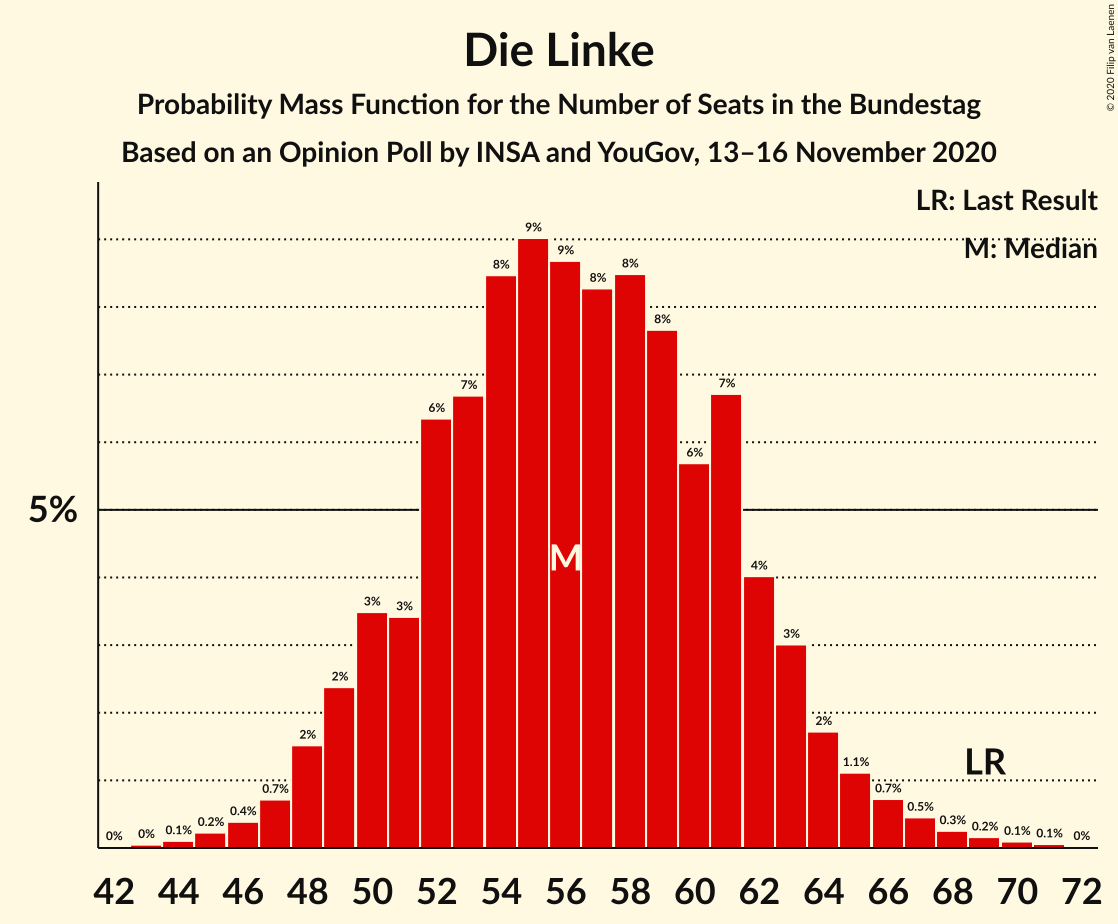 Die Linke
Probability Mass Function for the Number of Seats in the Bundestag
Based on an Opinion Poll by INSA and YouGov, 13–16 November 2020
© 2020 Filip van Laenen
LR: Last Result
M: Median
5%
0% 0% 0.1% 0.2% 0.4% 0.7% 2% 2% 3% 3% 6% 7% 8% 9% 9% 8% 8% 8% 6% 7% 4% 3% 2% 1.1% 0.7% 0.5% 0.3% 0.2% 0.1% 0.1% 0%
M
LR
42 44 46 48 50 52 54 56 58 60 62 64 66 68 70 72